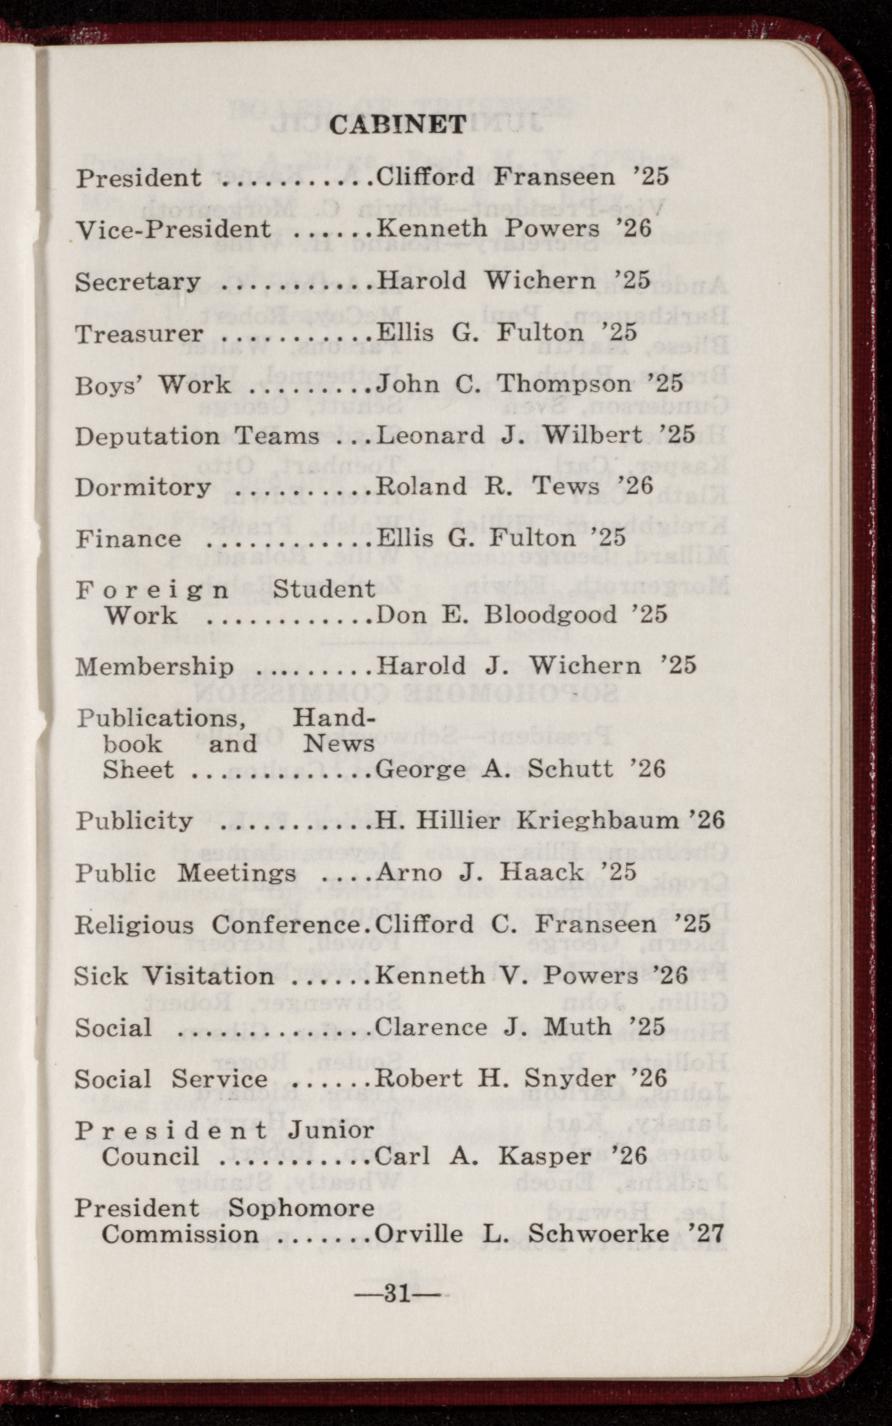 CABINET
President ...........Clifford Franseen '25
Vice-President ......Kenneth Powers '26
Secretary ...........Harold Wichern '25
Treasurer ...........Ellis G. Fulton '25
Boys' Work .........John C. Thompson '25
Deputation Teams ...Leonard J. Wilbert '25
Dormitory ..........Roland R. Tews '26
Finance ............Ellis G. Fulton '25
Foreign Student
Work ............Don E. Bloodgood '25
Membership .........Harold J. Wichern '25
Publications, Hand-
book and News
Sheet .............George A. Schutt '26
Publicity ...........H. Hillier Krieghbaum '26
Public Meetings ....Arno J. Haack '25
Religious Conference.Clifford C. Franseen '25
Sick Visitation ......Kenneth V. Powers '26
Social ..............Clarence J. Muth '25
Social Service ......Robert H. Snyder '26
President Junior
Council ...........Carl A. Kasper '26
President Sophomore
Commission .......Orville L. Schwoerke '27
—31—